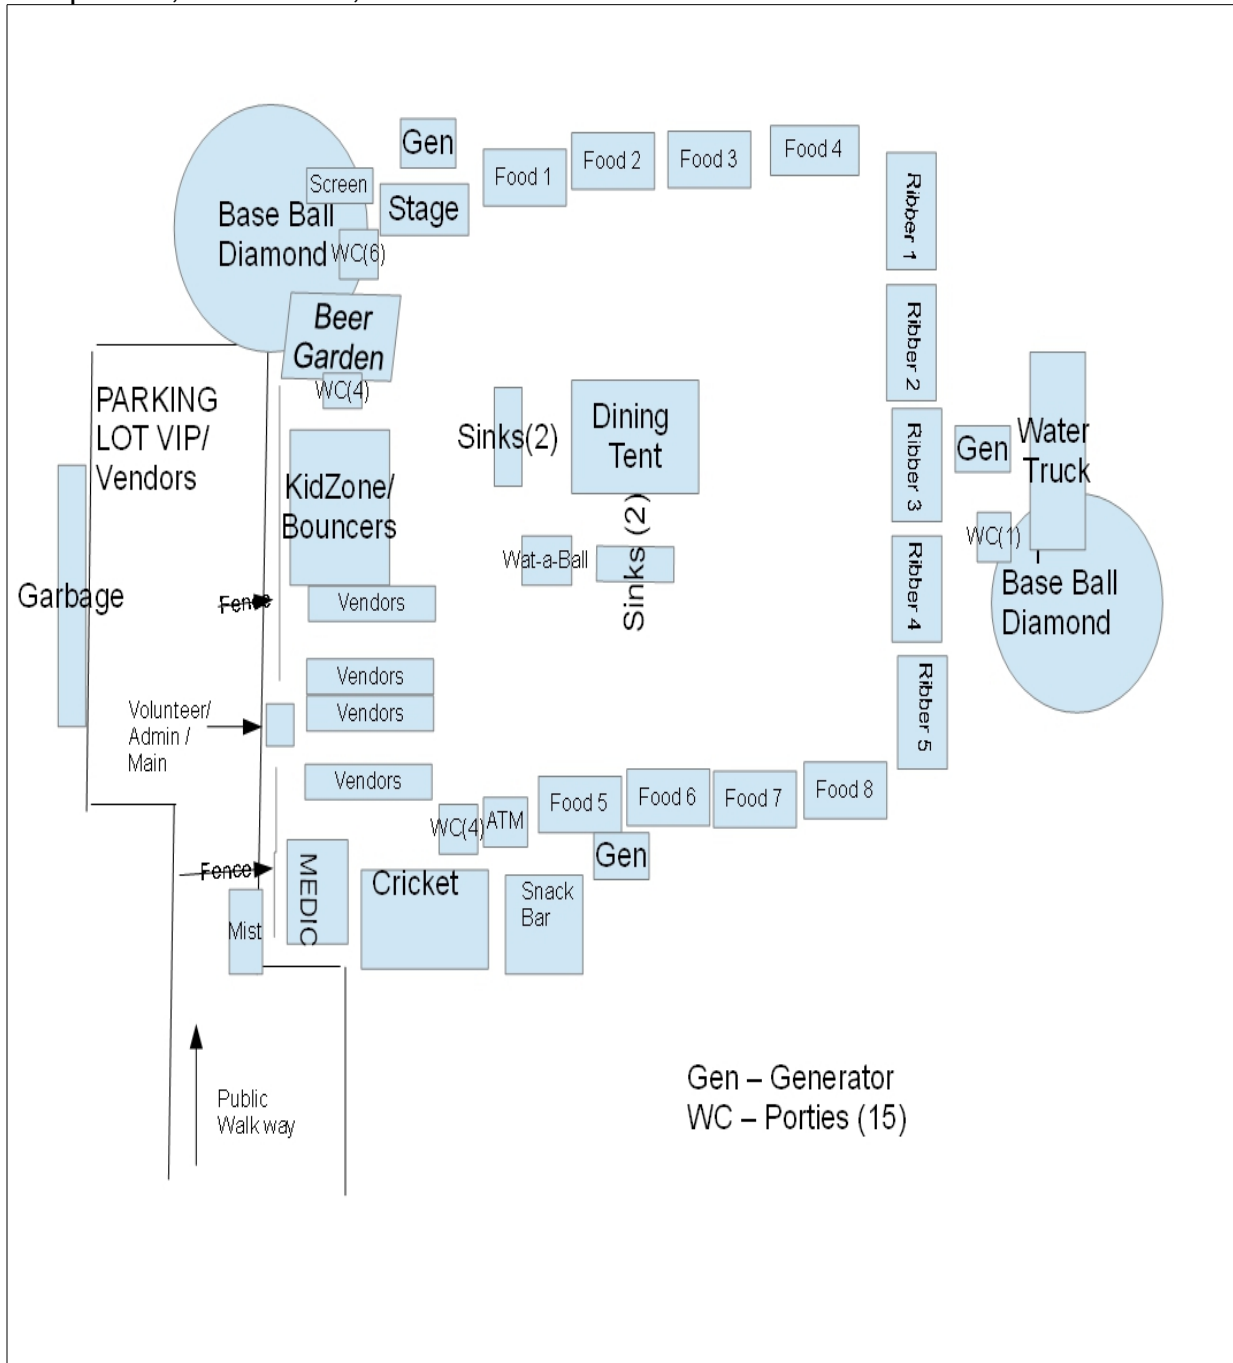 Gen
Food 1
Food 2
Food 3
Food 4
Screen
Stage
Base Ball
Diamond
WC(6)
Ribber 1
Beer
Garden
WC(4)
Ribber 2
PARKING
LOT VIP/
Vendors
Sinks(2)
Dining
Tent
Ribber 3
Gen
Water
Truck
KidZone/
Bouncers
Sinks (2)
WC(1)
Wat-a-Ball
Ribber 4
Base Ball
Diamond
Garbage
Fence
Vendors
Vendors
Ribber 5
Volunteer/
Admin /
Main
Vendors
Vendors
WC(4)
ATM
Food 5
Food 6
Food 7
Food 8
Gen
Fence
MEDIC
Cricket
Snack
Bar
Mist
Public
Walk way
Gen – Generator
WC – Porties (15)